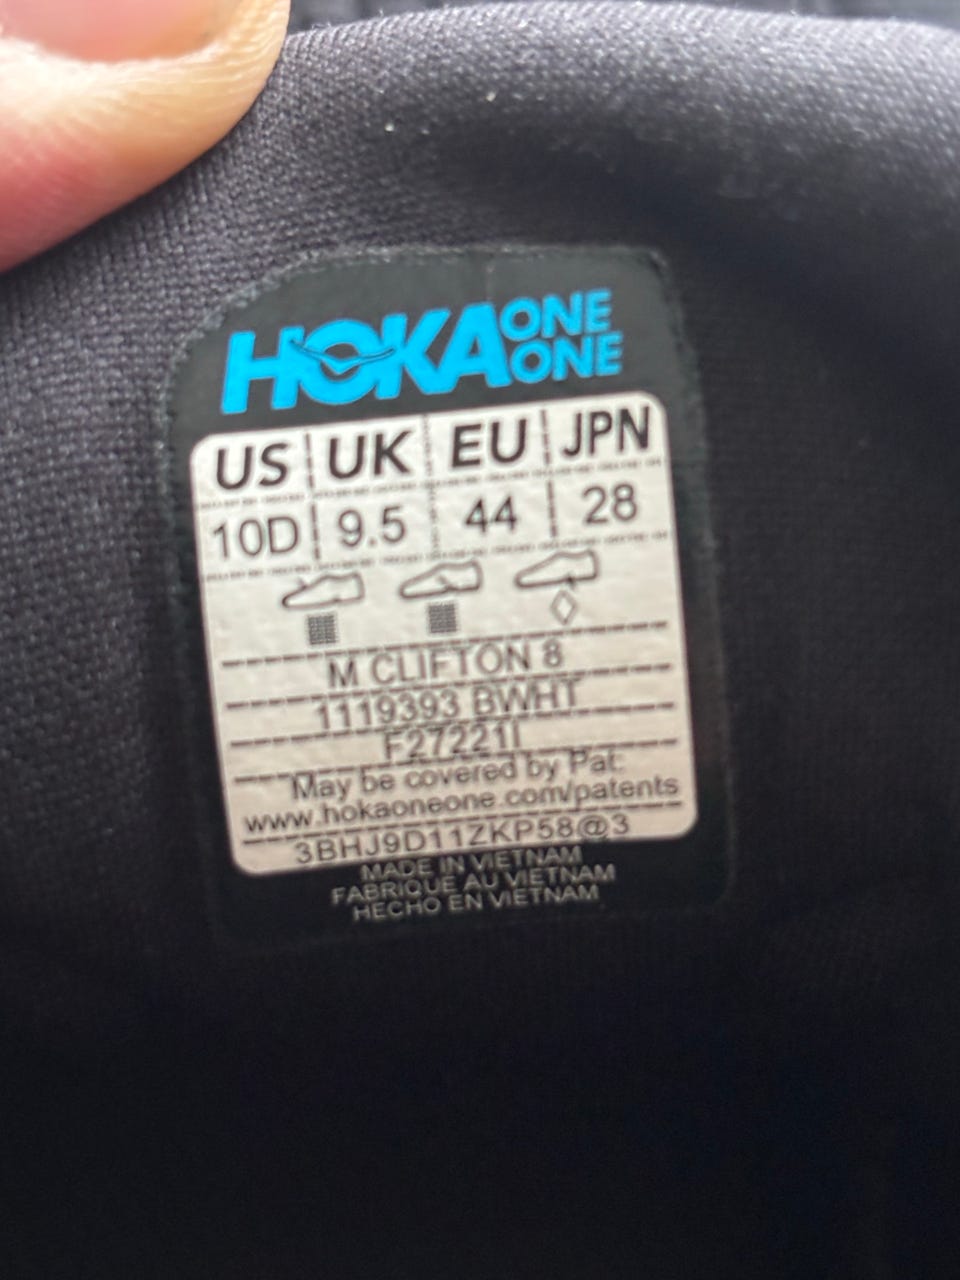 HOKA ONE ONE
US UK EU JPN
10D 9.5 44 28
M CLIFTON 8
1119393 BWHT
F27221I
May be covered by Pat:
www.hokaoneone.com/patents
3BHJ9D11ZKP58@3
MADE IN VIETNAM
FABRIQUÉ AU VIETNAM
HECHO EN VIETNAM